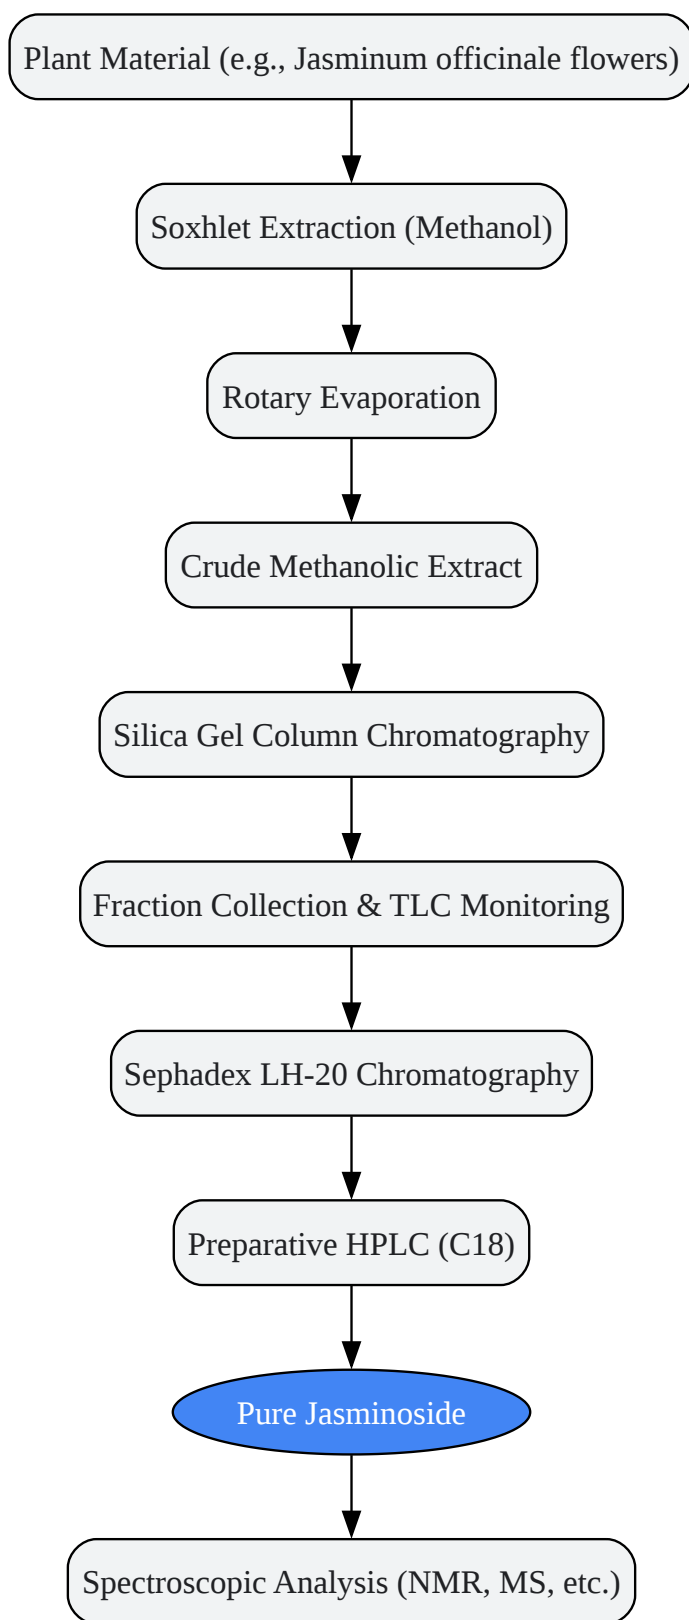 Plant Material (e.g., Jasminum officinale flowers)
Soxhlet Extraction (Methanol)
Rotary Evaporation
Crude Methanolic Extract
Silica Gel Column Chromatography
Fraction Collection & TLC Monitoring
Sephadex LH-20 Chromatography
Preparative HPLC (C18)
Pure Jasminoside
Spectroscopic Analysis (NMR, MS, etc.)